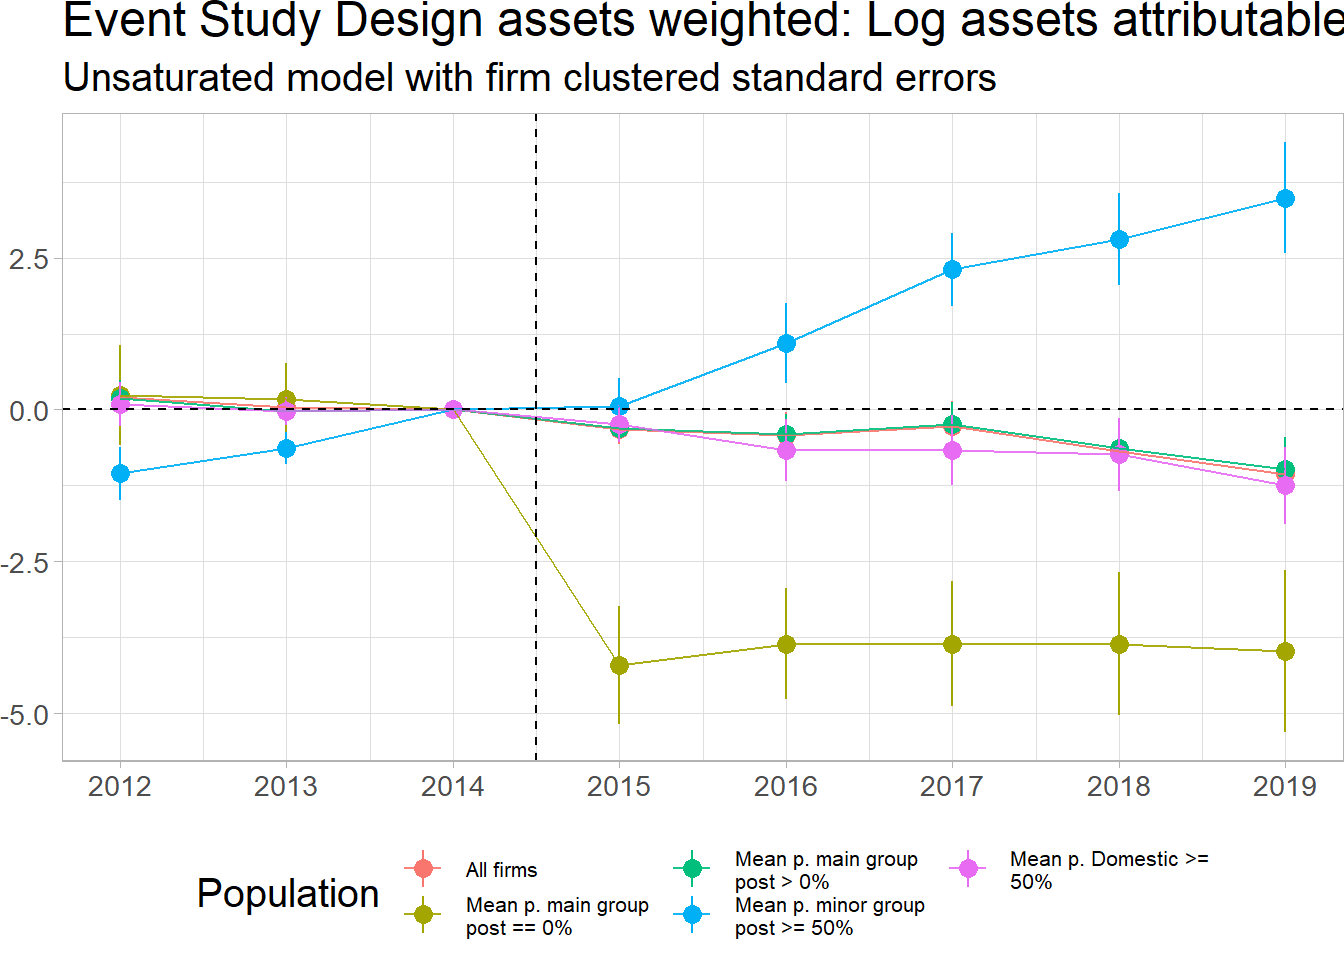 Event Study Design assets weighted: Log assets attributable
Unsaturated model with firm clustered standard errors
2.5
0.0
-2.5
-5.0
2012 2013 2014 2015 2016 2017 2018 2019
Population
All firms
Mean p. main group
post == 0%
Mean p. main group
post > 0%
Mean p. minor group
post >= 50%
Mean p. Domestic >=
50%